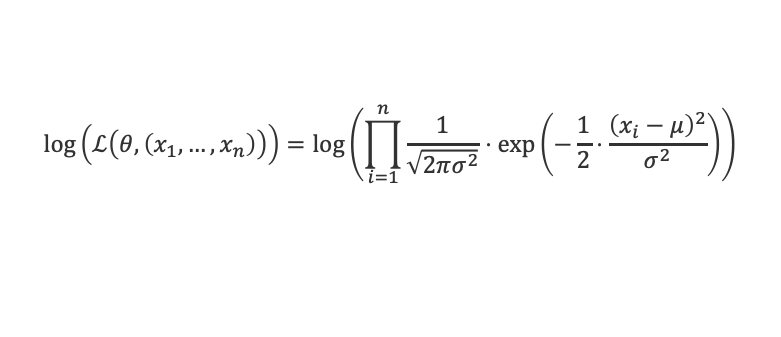 log(ℒ(θ, (x₁, … , xₙ))) = log(∏ᵢ₌₁ⁿ 1/√(2πσ²) · exp(−1/2 · (xᵢ − μ)²/σ²))